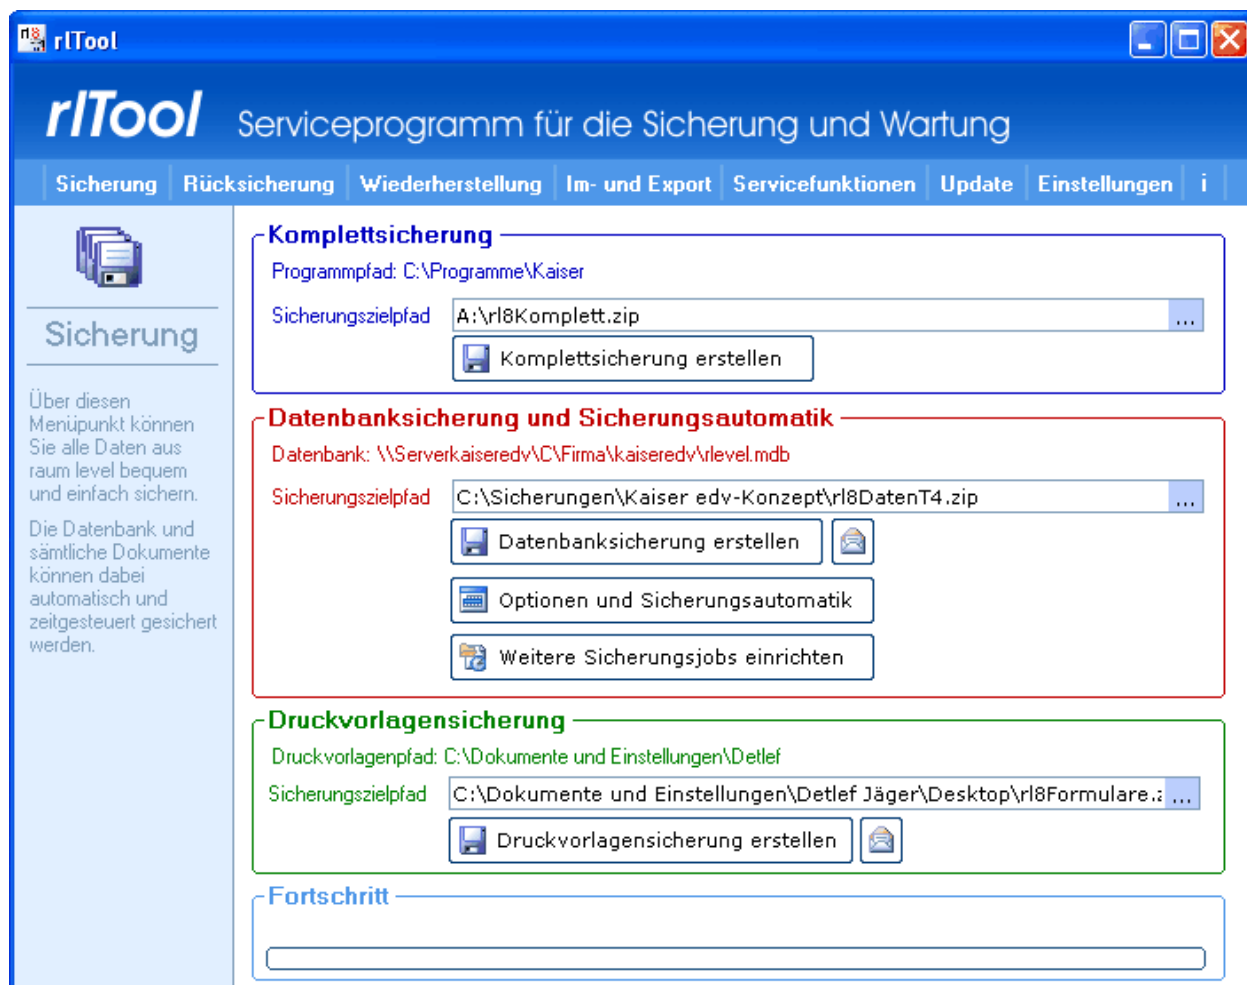 rlTool
rlTool Serviceprogramm für die Sicherung und Wartung
Sicherung Rücksicherung Wiederherstellung Im- und Export Servicefunktionen Update Einstellungen i
Sicherung
Über diesen
Menüpunkt können
Sie alle Daten aus
raum level bequem
und einfach sichern.
Die Datenbank und
sämtliche Dokumente
können dabei
automatisch und
zeitgesteuert gesichert
werden.
Komplettsicherung
Programmpfad: C:\Programme\Kaiser
Sicherungszielpfad A:\rl8Komplett.zip ...
Komplettsicherung erstellen
Datenbanksicherung und Sicherungsautomatik
Datenbank: \\Serverkaiseredv\C\Firma\kaiseredv\rlevel.mdb
Sicherungszielpfad C:\Sicherungen\Kaiser edv-Konzept\rl8DatenT4.zip ...
Datenbanksicherung erstellen
Optionen und Sicherungsautomatik
Weitere Sicherungsjobs einrichten
Druckvorlagensicherung
Druckvorlagenpfad: C:\Dokumente und Einstellungen\Detlef
Sicherungszielpfad C:\Dokumente und Einstellungen\Detlef Jäger\Desktop\rl8Formulare.z ...
Druckvorlagensicherung erstellen
Fortschritt